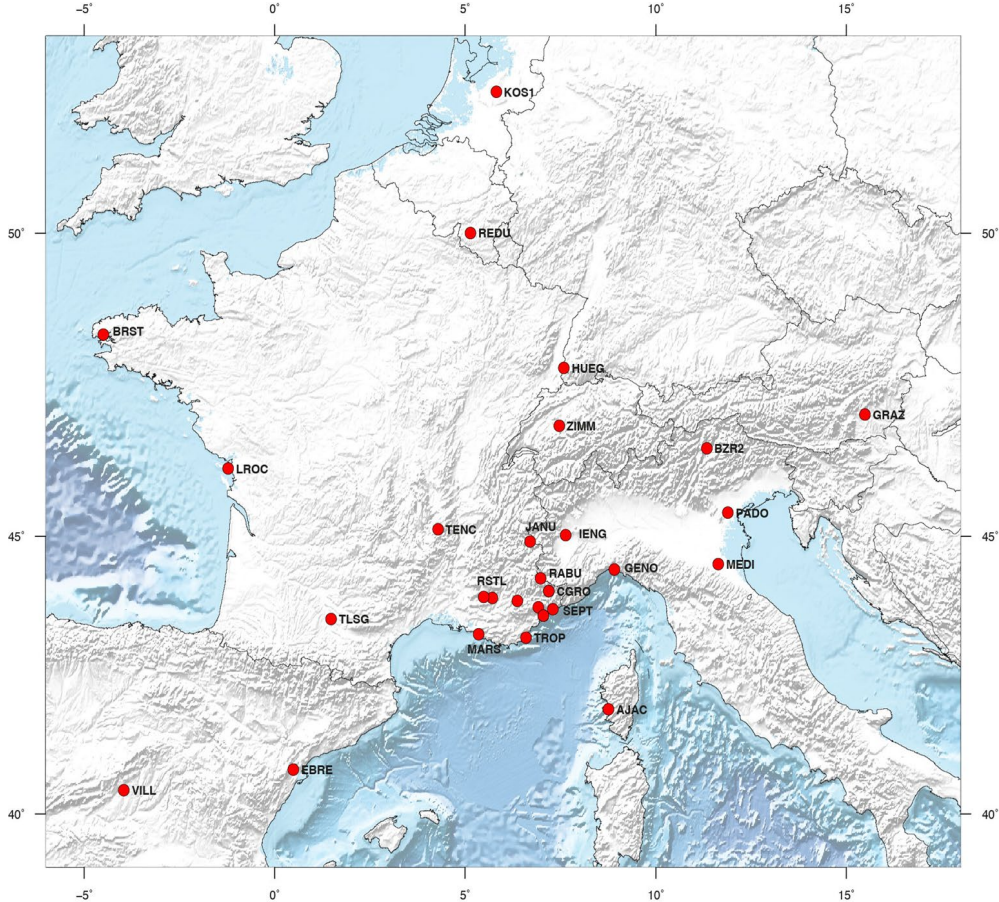 −5˚ 0˚ 5˚ 10˚ 15˚
KOS1
50˚ REDU 50˚
BRST
HUEG
GRAZ
ZIMM
BZR2
LROC
PADO
TENC JANU IENG
45˚ 45˚
MEDI
GENO
RABU
RSTL
CGRO
SEPT
TLSG
TROP
MARS
AJAC
EBRE
VILL
40˚ 40˚
−5˚ 0˚ 5˚ 10˚ 15˚